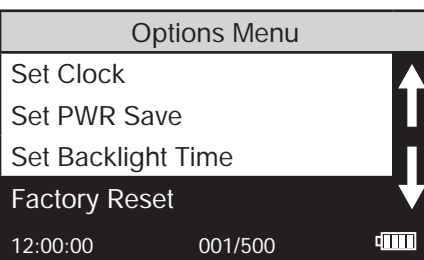 Options Menu
Set Clock
Set PWR Save
Set Backlight Time
Factory Reset
12:00:00 001/500